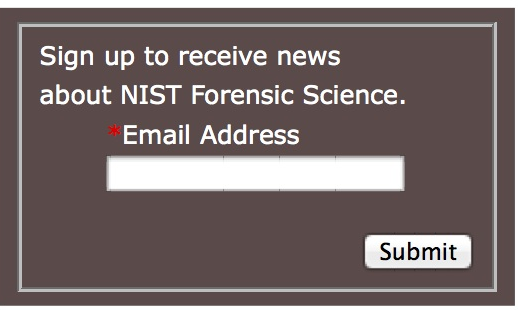 Sign up to receive news
about NIST Forensic Science.
*Email Address
Submit